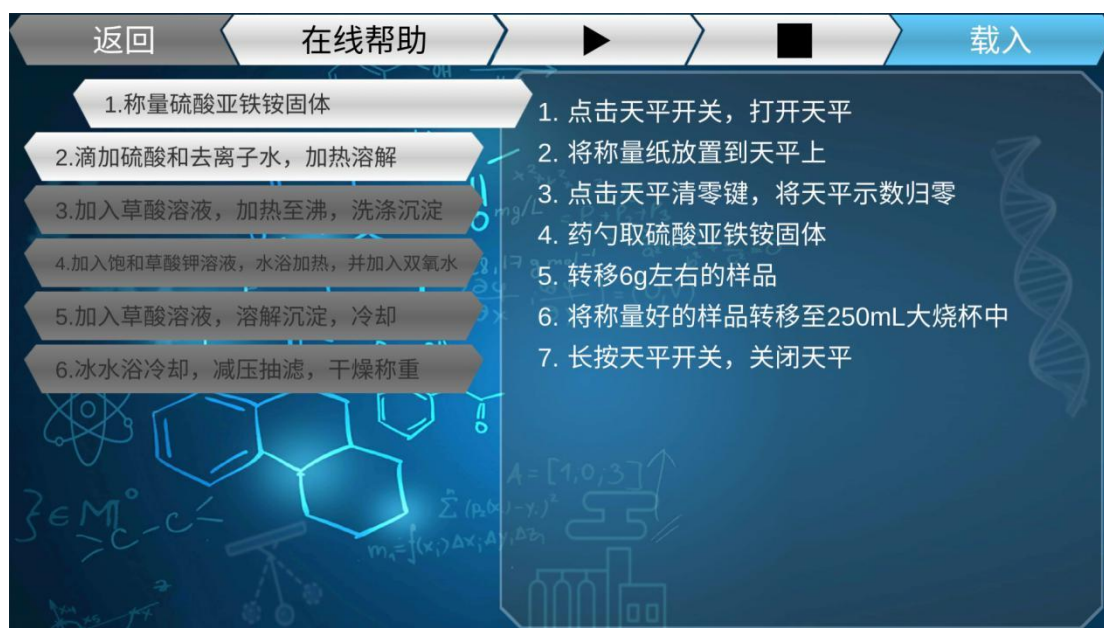 返回
在线帮助
载入
1.称量硫酸亚铁铵固体
2.滴加硫酸和去离子水，加热溶解
3.加入草酸溶液，加热至沸，洗涤沉淀
4.加入饱和草酸钾溶液，水浴加热，并加入双氧水
5.加入草酸溶液，溶解沉淀，冷却
6.冰水浴冷却，减压抽滤，干燥称重
1. 点击天平开关，打开天平
2. 将称量纸放置到天平上
3. 点击天平清零键，将天平示数归零
4. 药勺取硫酸亚铁铵固体
5. 转移6g左右的样品
6. 将称量好的样品转移至250mL大烧杯中
7. 长按天平开关，关闭天平
OH
mg/L
A=[1,0;3]